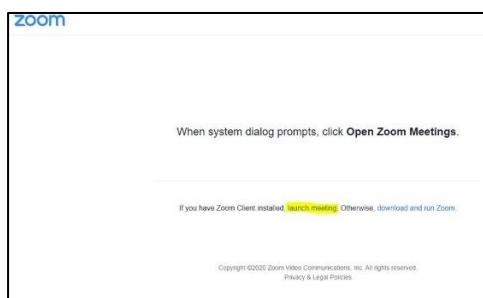 zoom
When system dialog prompts, click Open Zoom Meetings.
If you have Zoom Client installed, launch meeting. Otherwise, download and run Zoom.
Copyright ©2020 Zoom Video Communications, Inc. All rights reserved.
Privacy & Legal Policies